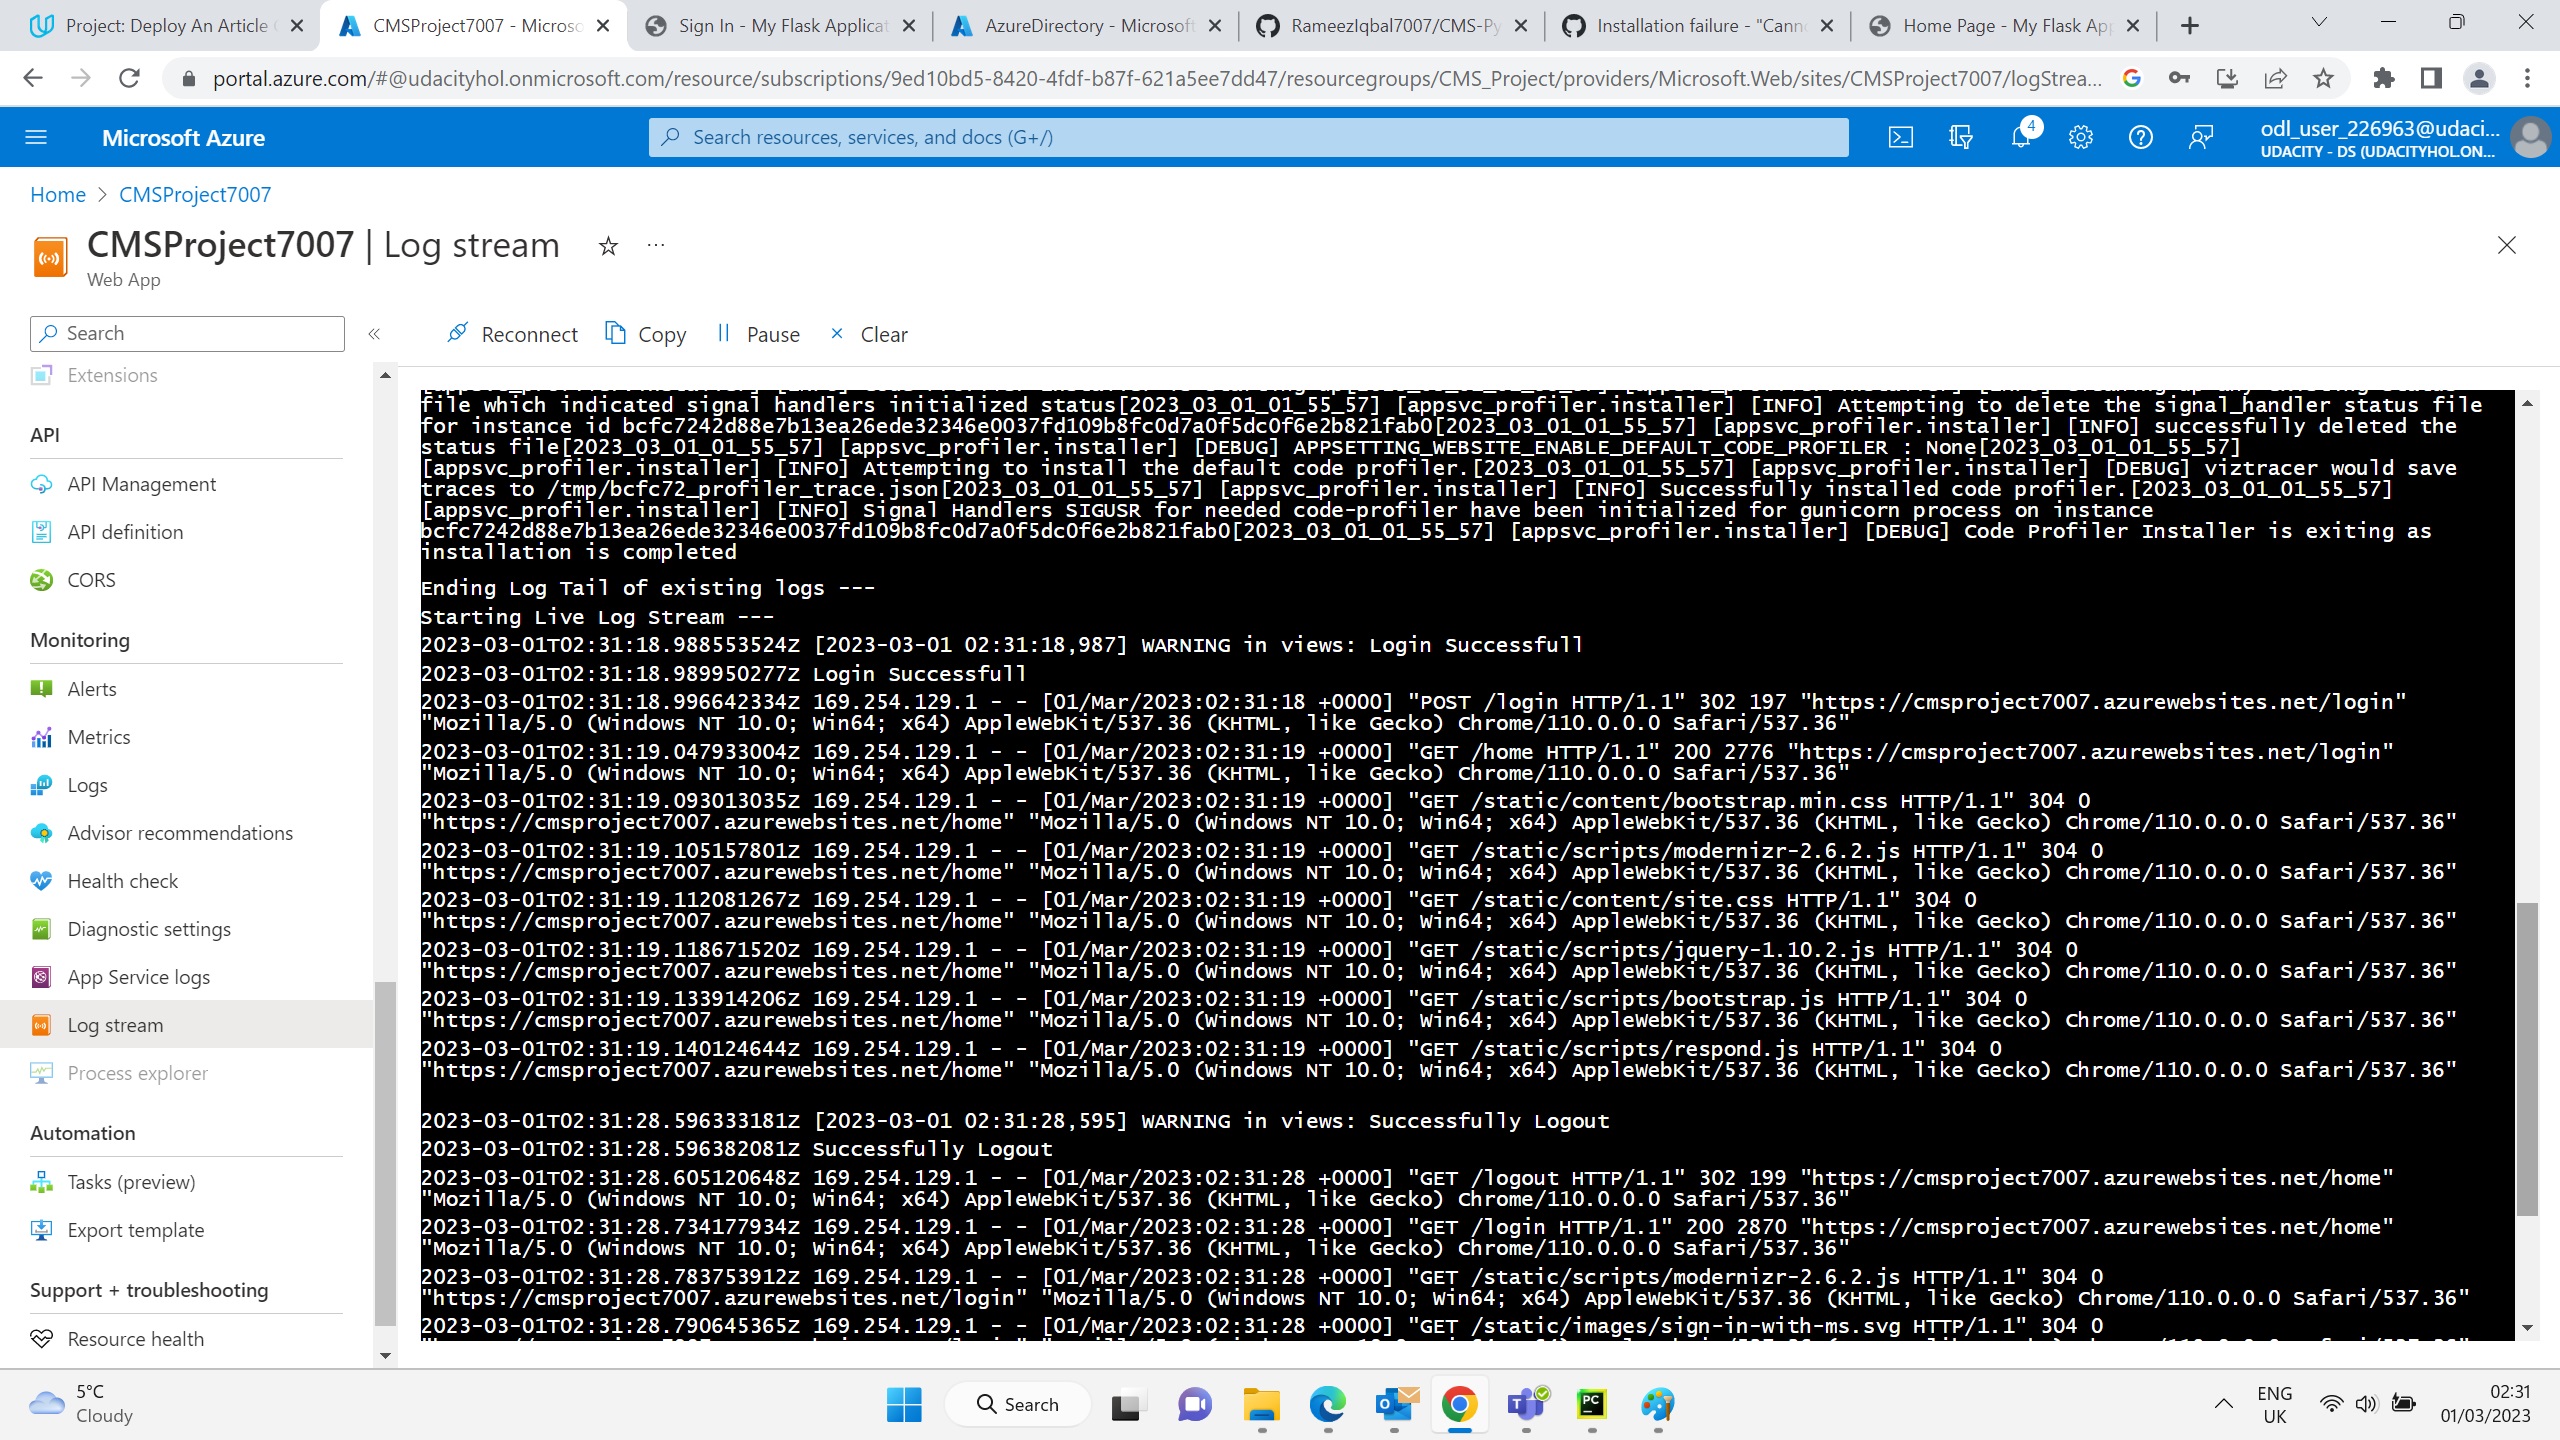 Project: Deploy An Article
CMSProject7007 - Microso
Sign In - My Flask Applicat
AzureDirectory - Microsoft
RameezIqbal7007/CMS-Py
Installation failure - "Cann
Home Page - My Flask App
portal.azure.com/#@udacityhol.onmicrosoft.com/resource/subscriptions/9ed10bd5-8420-4fdf-b87f-621a5ee7dd47/resourcegroups/CMS_Project/providers/Microsoft.Web/sites/CMSProject7007/logStrea...
Microsoft Azure
Search resources, services, and docs (G+/)
4
odl_user_226963@udaci...
UDACITY - DS (UDACITYHOL.ON...
Home > CMSProject7007
CMSProject7007 | Log stream
Web App
Search
Reconnect
Copy
Pause
Clear
Extensions
API
API Management
API definition
CORS
Monitoring
Alerts
Metrics
Logs
Advisor recommendations
Health check
Diagnostic settings
App Service logs
Log stream
Process explorer
Automation
Tasks (preview)
Export template
Support + troubleshooting
Resource health
file which indicated signal handlers initialized status[2023_03_01_01_55_57] [appsvc_profiler.installer] [INFO] Attempting to delete the signal_handler status file
for instance id bcfc7242d88e7b13ea26ede32346e0037fd109b8fc0d7a0f5dc0f6e2b821fab0[2023_03_01_01_55_57] [appsvc_profiler.installer] [INFO] successfully deleted the
status file[2023_03_01_01_55_57] [appsvc_profiler.installer] [DEBUG] APPSETTING_WEBSITE_ENABLE_DEFAULT_CODE_PROFILER : None[2023_03_01_01_55_57]
[appsvc_profiler.installer] [INFO] Attempting to install the default code profiler.[2023_03_01_01_55_57] [appsvc_profiler.installer] [DEBUG] viztracer would save
traces to /tmp/bcfc72_profiler_trace.json[2023_03_01_01_55_57] [appsvc_profiler.installer] [INFO] Successfully installed code profiler.[2023_03_01_01_55_57]
[appsvc_profiler.installer] [INFO] Signal Handlers SIGUSR for needed code-profiler have been initialized for gunicorn process on instance
bcfc7242d88e7b13ea26ede32346e0037fd109b8fc0d7a0f5dc0f6e2b821fab0[2023_03_01_01_55_57] [appsvc_profiler.installer] [DEBUG] Code Profiler Installer is exiting as
installation is completed
Ending Log Tail of existing logs ---
Starting Live Log Stream ---
2023-03-01T02:31:18.988553524Z [2023-03-01 02:31:18,987] WARNING in views: Login Successfull
2023-03-01T02:31:18.989950277Z Login Successfull
2023-03-01T02:31:18.996642334Z 169.254.129.1 - - [01/Mar/2023:02:31:18 +0000] "POST /login HTTP/1.1" 302 197 "https://cmsproject7007.azurewebsites.net/login"
"Mozilla/5.0 (Windows NT 10.0; Win64; x64) AppleWebKit/537.36 (KHTML, like Gecko) Chrome/110.0.0.0 Safari/537.36"
2023-03-01T02:31:19.047933004Z 169.254.129.1 - - [01/Mar/2023:02:31:19 +0000] "GET /home HTTP/1.1" 200 2776 "https://cmsproject7007.azurewebsites.net/login"
"Mozilla/5.0 (Windows NT 10.0; Win64; x64) AppleWebKit/537.36 (KHTML, like Gecko) Chrome/110.0.0.0 Safari/537.36"
2023-03-01T02:31:19.093013035Z 169.254.129.1 - - [01/Mar/2023:02:31:19 +0000] "GET /static/content/bootstrap.min.css HTTP/1.1" 304 0
"https://cmsproject7007.azurewebsites.net/home" "Mozilla/5.0 (Windows NT 10.0; Win64; x64) AppleWebKit/537.36 (KHTML, like Gecko) Chrome/110.0.0.0 Safari/537.36"
2023-03-01T02:31:19.105157801Z 169.254.129.1 - - [01/Mar/2023:02:31:19 +0000] "GET /static/scripts/modernizr-2.6.2.js HTTP/1.1" 304 0
"https://cmsproject7007.azurewebsites.net/home" "Mozilla/5.0 (Windows NT 10.0; Win64; x64) AppleWebKit/537.36 (KHTML, like Gecko) Chrome/110.0.0.0 Safari/537.36"
2023-03-01T02:31:19.112081267Z 169.254.129.1 - - [01/Mar/2023:02:31:19 +0000] "GET /static/content/site.css HTTP/1.1" 304 0
"https://cmsproject7007.azurewebsites.net/home" "Mozilla/5.0 (Windows NT 10.0; Win64; x64) AppleWebKit/537.36 (KHTML, like Gecko) Chrome/110.0.0.0 Safari/537.36"
2023-03-01T02:31:19.118671520Z 169.254.129.1 - - [01/Mar/2023:02:31:19 +0000] "GET /static/scripts/jquery-1.10.2.js HTTP/1.1" 304 0
"https://cmsproject7007.azurewebsites.net/home" "Mozilla/5.0 (Windows NT 10.0; Win64; x64) AppleWebKit/537.36 (KHTML, like Gecko) Chrome/110.0.0.0 Safari/537.36"
2023-03-01T02:31:19.133914206Z 169.254.129.1 - - [01/Mar/2023:02:31:19 +0000] "GET /static/scripts/bootstrap.js HTTP/1.1" 304 0
"https://cmsproject7007.azurewebsites.net/home" "Mozilla/5.0 (Windows NT 10.0; Win64; x64) AppleWebKit/537.36 (KHTML, like Gecko) Chrome/110.0.0.0 Safari/537.36"
2023-03-01T02:31:19.140124644Z 169.254.129.1 - - [01/Mar/2023:02:31:19 +0000] "GET /static/scripts/respond.js HTTP/1.1" 304 0
"https://cmsproject7007.azurewebsites.net/home" "Mozilla/5.0 (Windows NT 10.0; Win64; x64) AppleWebKit/537.36 (KHTML, like Gecko) Chrome/110.0.0.0 Safari/537.36"
2023-03-01T02:31:28.596333181Z [2023-03-01 02:31:28,595] WARNING in views: Successfully Logout
2023-03-01T02:31:28.596382081Z Successfully Logout
2023-03-01T02:31:28.605120648Z 169.254.129.1 - - [01/Mar/2023:02:31:28 +0000] "GET /logout HTTP/1.1" 302 199 "https://cmsproject7007.azurewebsites.net/home"
"Mozilla/5.0 (Windows NT 10.0; Win64; x64) AppleWebKit/537.36 (KHTML, like Gecko) Chrome/110.0.0.0 Safari/537.36"
2023-03-01T02:31:28.734177934Z 169.254.129.1 - - [01/Mar/2023:02:31:28 +0000] "GET /login HTTP/1.1" 200 2870 "https://cmsproject7007.azurewebsites.net/home"
"Mozilla/5.0 (Windows NT 10.0; Win64; x64) AppleWebKit/537.36 (KHTML, like Gecko) Chrome/110.0.0.0 Safari/537.36"
2023-03-01T02:31:28.783753912Z 169.254.129.1 - - [01/Mar/2023:02:31:28 +0000] "GET /static/scripts/modernizr-2.6.2.js HTTP/1.1" 304 0
"https://cmsproject7007.azurewebsites.net/login" "Mozilla/5.0 (Windows NT 10.0; Win64; x64) AppleWebKit/537.36 (KHTML, like Gecko) Chrome/110.0.0.0 Safari/537.36"
2023-03-01T02:31:28.790645365Z 169.254.129.1 - - [01/Mar/2023:02:31:28 +0000] "GET /static/images/sign-in-with-ms.svg HTTP/1.1" 304 0
5°C
Cloudy
Search
ENG
UK
02:31
01/03/2023